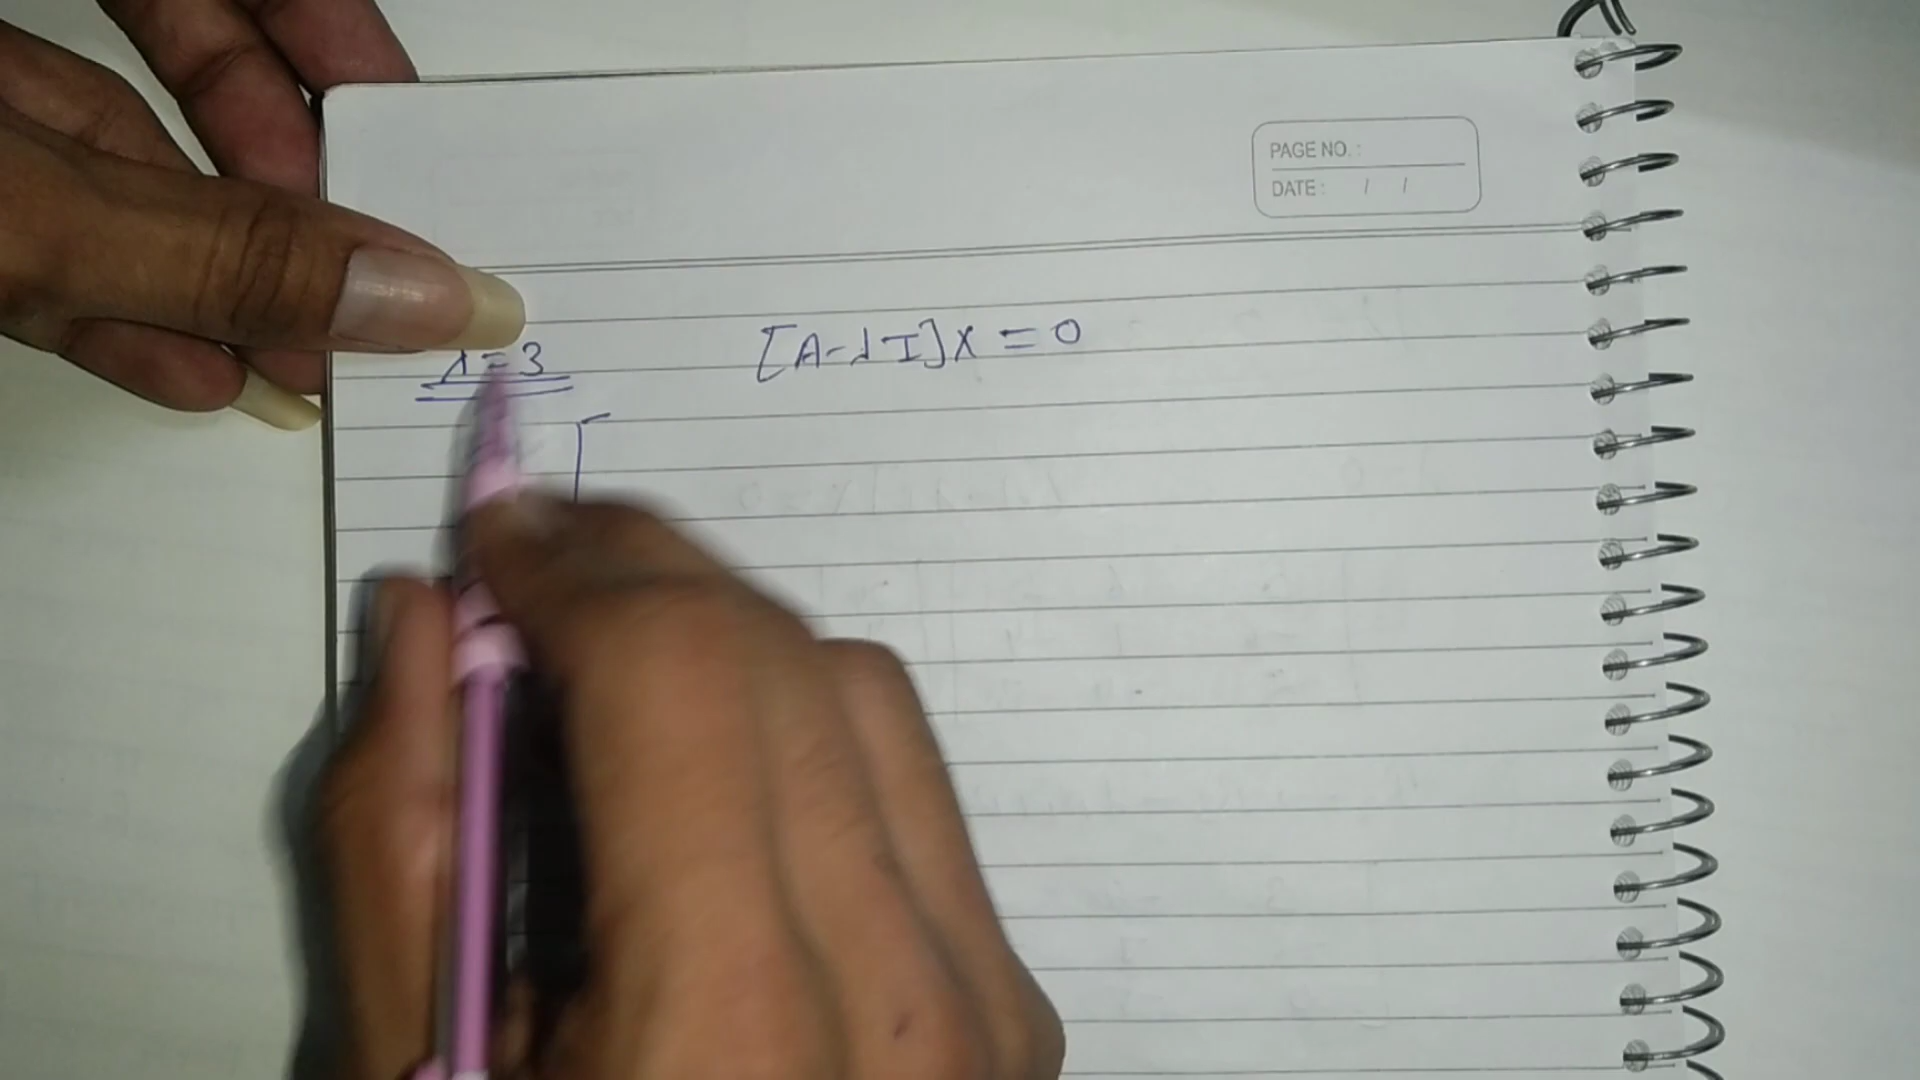 PAGE NO. :
DATE : / /
λ = 3 [A-λI]X = 0
[